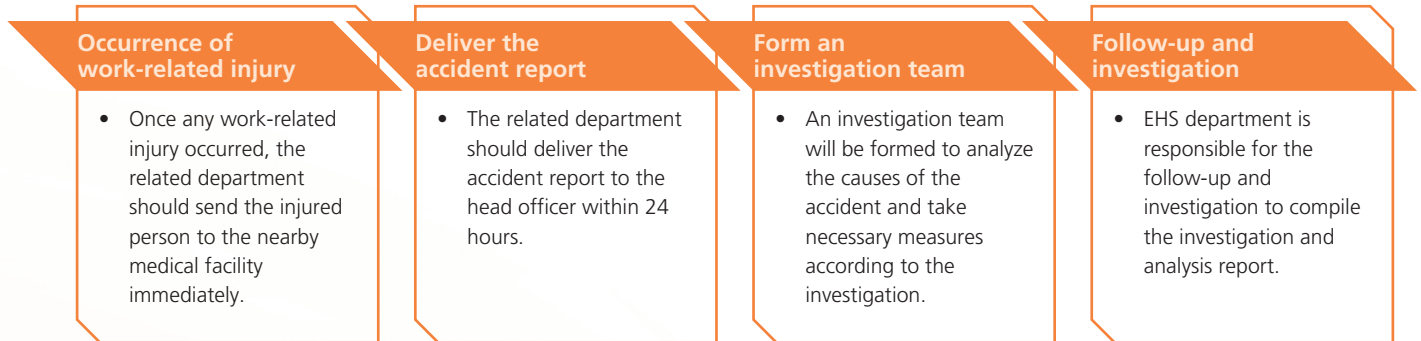 Occurrence of
work-related injury
• Once any work-related
injury occurred, the
related department
should send the injured
person to the nearby
medical facility
immediately.
Deliver the
accident report
• The related department
should deliver the
accident report to the
head officer within 24
hours.
Form an
investigation team
• An investigation team
will be formed to analyze
the causes of the
accident and take
necessary measures
according to the
investigation.
Follow-up and
investigation
• EHS department is
responsible for the
follow-up and
investigation to compile
the investigation and
analysis report.